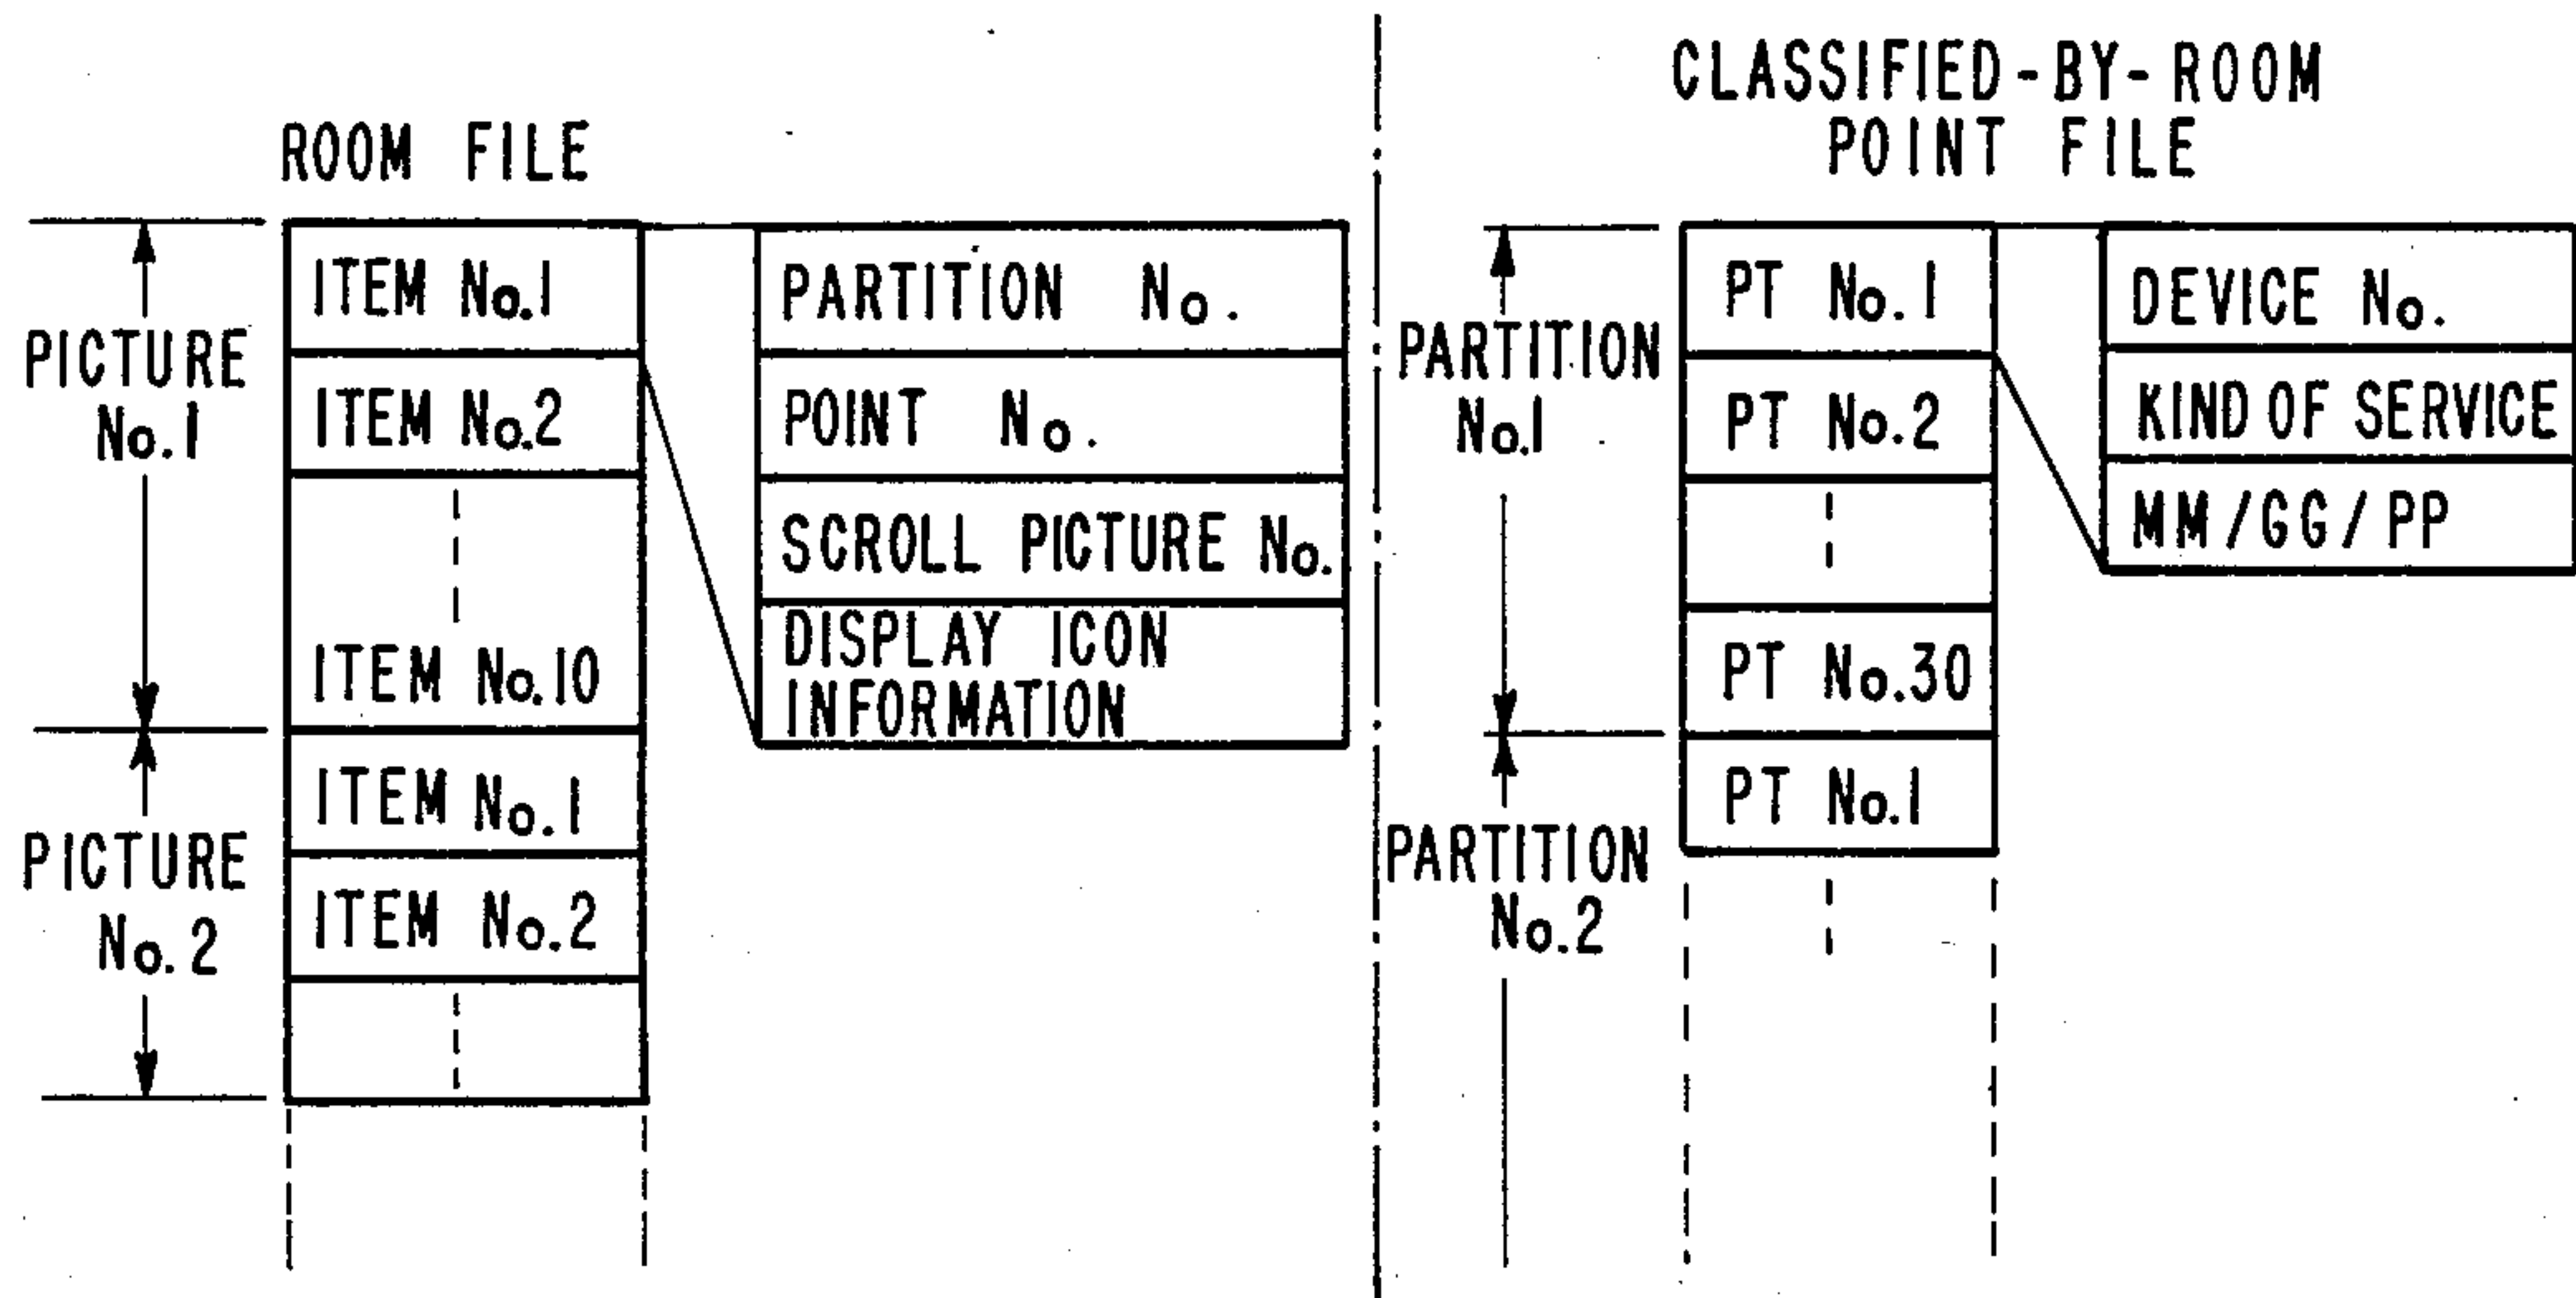 ROOM FILE
PICTURE
No.1
ITEM No.1
ITEM No.2
ITEM No.10
PARTITION No.
POINT No.
SCROLL PICTURE No.
DISPLAY ICON
INFORMATION
PICTURE
No.2
ITEM No.1
ITEM No.2
CLASSIFIED-BY-ROOM
POINT FILE
PARTITION
No.1
PT No.1
PT No.2
PT No.30
DEVICE No.
KIND OF SERVICE
MM/GG/PP
PARTITION
No.2
PT No.1